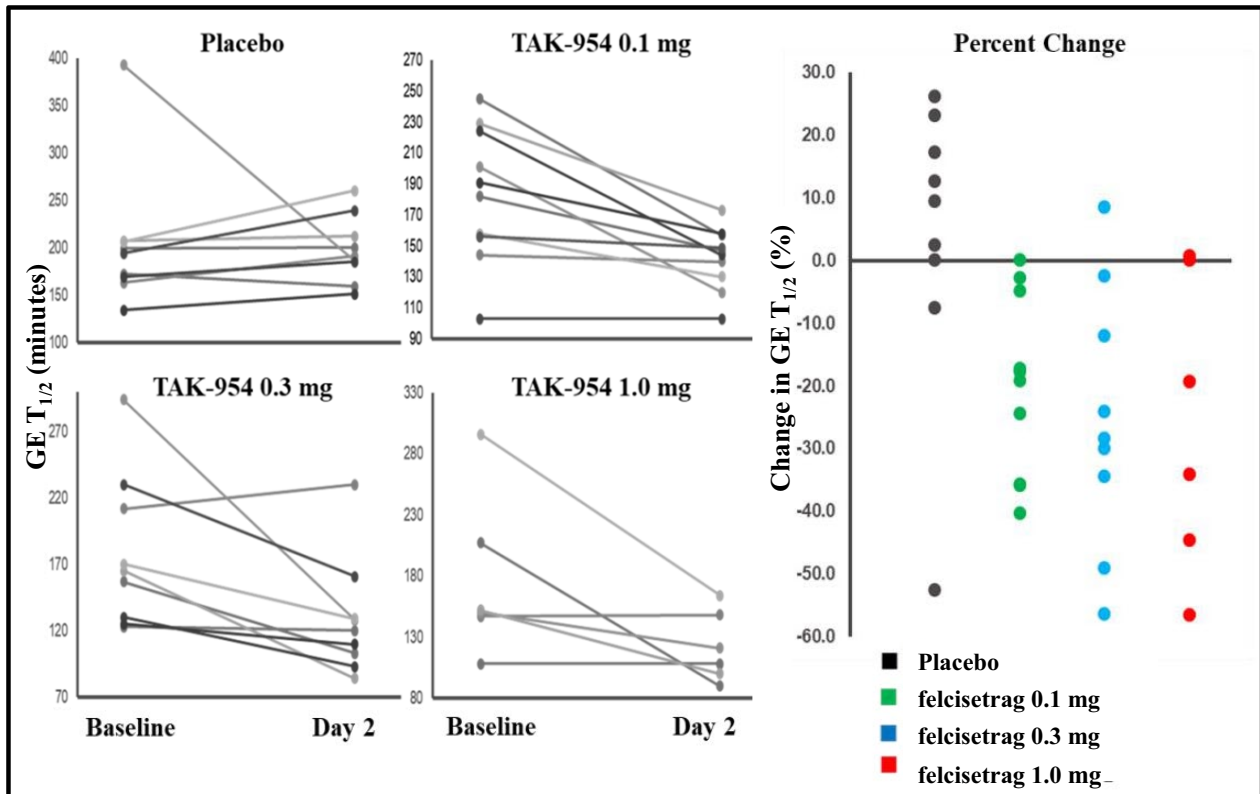 Placebo
400
350
300
250
200
150
100
TAK-954 0.1 mg
270
250
230
210
190
170
150
130
110
90
GE T1/2 (minutes)
TAK-954 0.3 mg
270
220
170
120
70
Baseline Day 2
TAK-954 1.0 mg
330
280
230
180
130
80
Baseline Day 2
Percent Change
Change in GE T1/2 (%)
30.0
20.0
10.0
0.0
-10.0
-20.0
-30.0
-40.0
-50.0
-60.0
Placebo
felcisetrag 0.1 mg
felcisetrag 0.3 mg
felcisetrag 1.0 mg